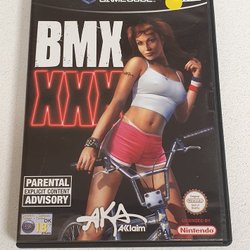 GAMECUBE
BMX
XXX
PARENTAL
EXPLICIT CONTENT
ADVISORY
AKA
Acclaim
LICENSED BY
Nintendo